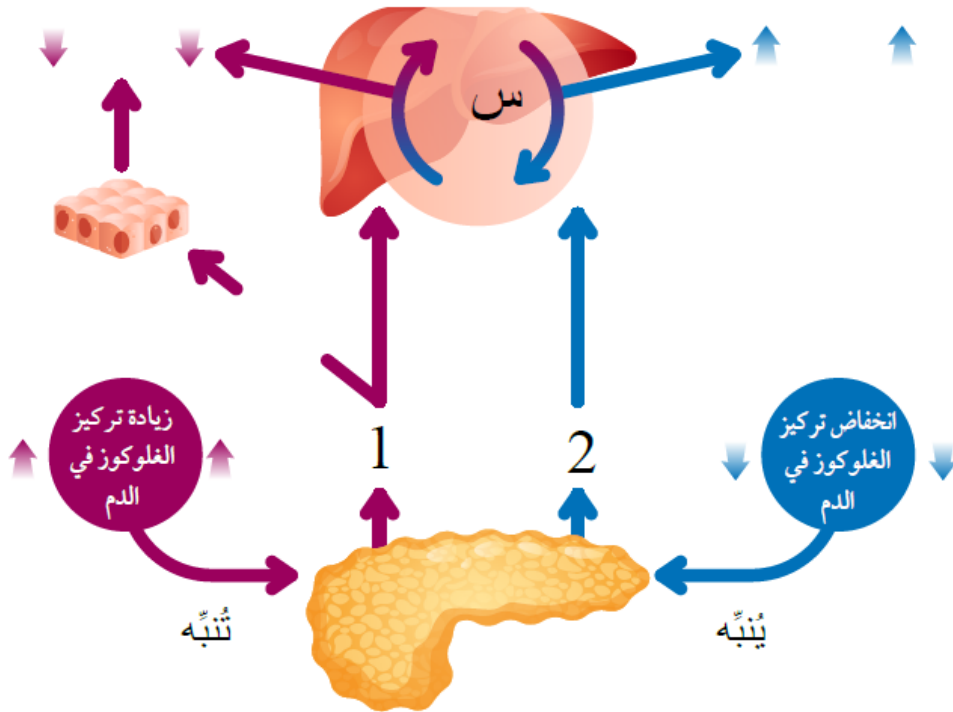 س
زيادة تركيز
الغلوكوز في
الدم
1
2
انخفاض تركيز
الغلوكوز في
الدم
تُنبِّه
يُنبِّه